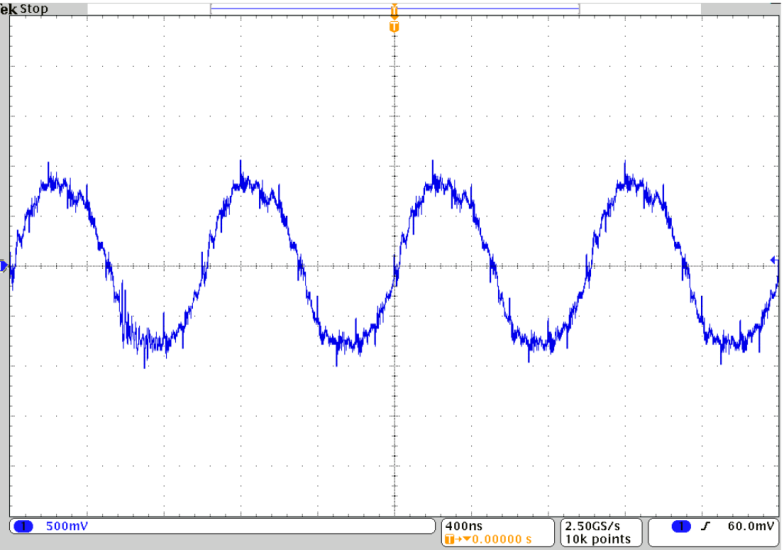 ek Stop
T
T
1 500mV
400ns
T→▼0.00000 s
2.50GS/s
10k points
1 ƒ 60.0mV